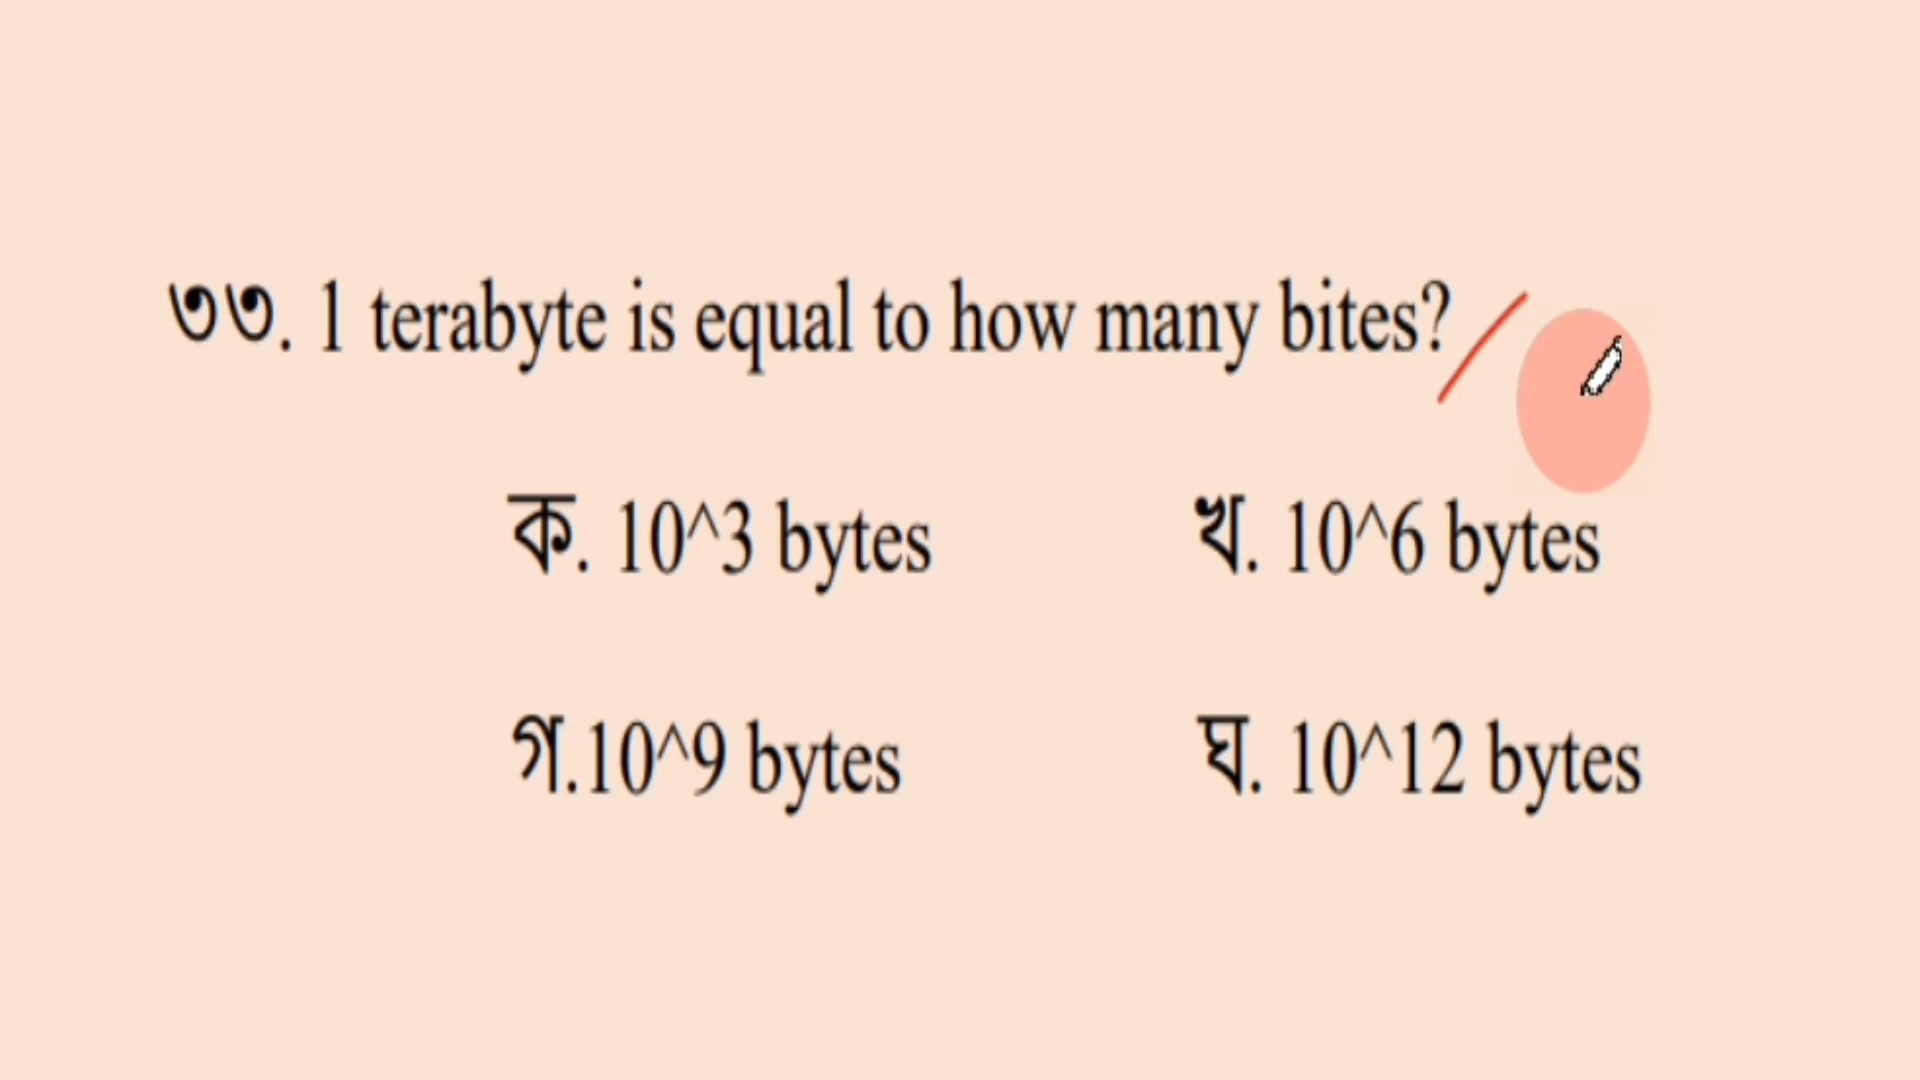 ৩৩. 1 terabyte is equal to how many bites?
ক. 10^3 bytes খ. 10^6 bytes
গ.10^9 bytes ঘ. 10^12 bytes